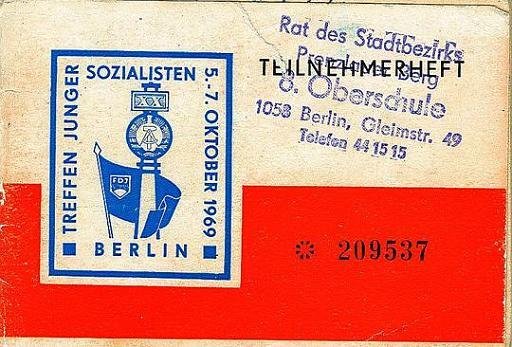 TREFFEN JUNGER
SOZIALISTEN
5.-7. OKTOBER 1969
XX
FDJ
BERLIN
Rat des Stadtbezirks
Prenzlauer Berg
TEILNEHMERHEFT
8. Oberschule
1058 Berlin, Gleimstr. 49
Telefon 44 15 15
209537